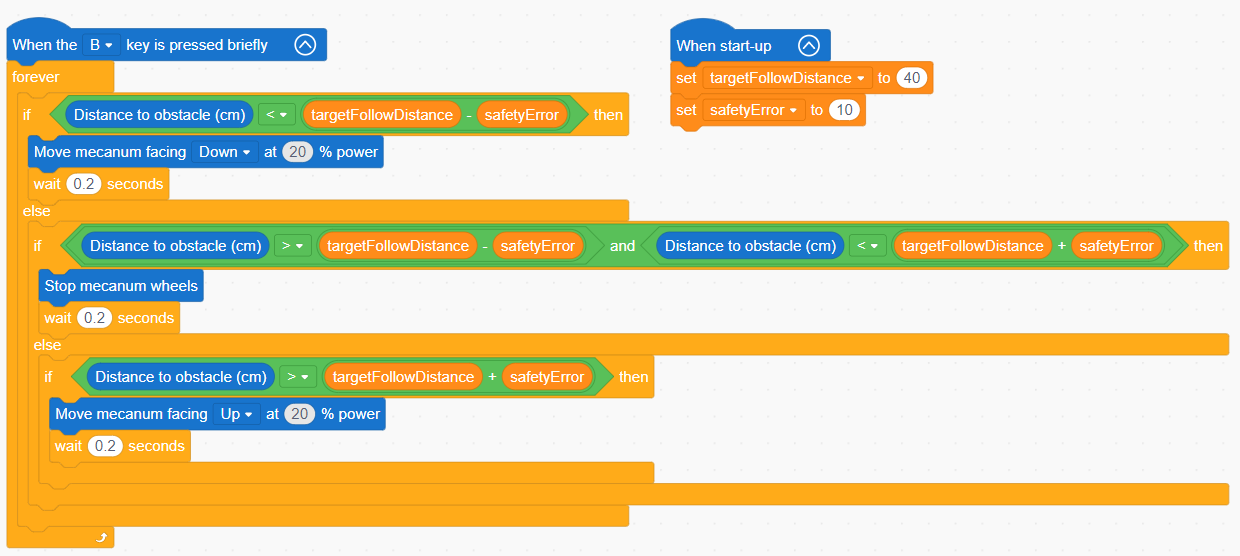 When the B key is pressed briefly
forever
if Distance to obstacle (cm) < targetFollowDistance - safetyError then
Move mecanum facing Down at 20 % power
wait 0.2 seconds
else
if Distance to obstacle (cm) > targetFollowDistance - safetyError and Distance to obstacle (cm) < targetFollowDistance + safetyError then
Stop mecanum wheels
wait 0.2 seconds
else
if Distance to obstacle (cm) > targetFollowDistance + safetyError then
Move mecanum facing Up at 20 % power
wait 0.2 seconds
When start-up
set targetFollowDistance to 40
set safetyError to 10